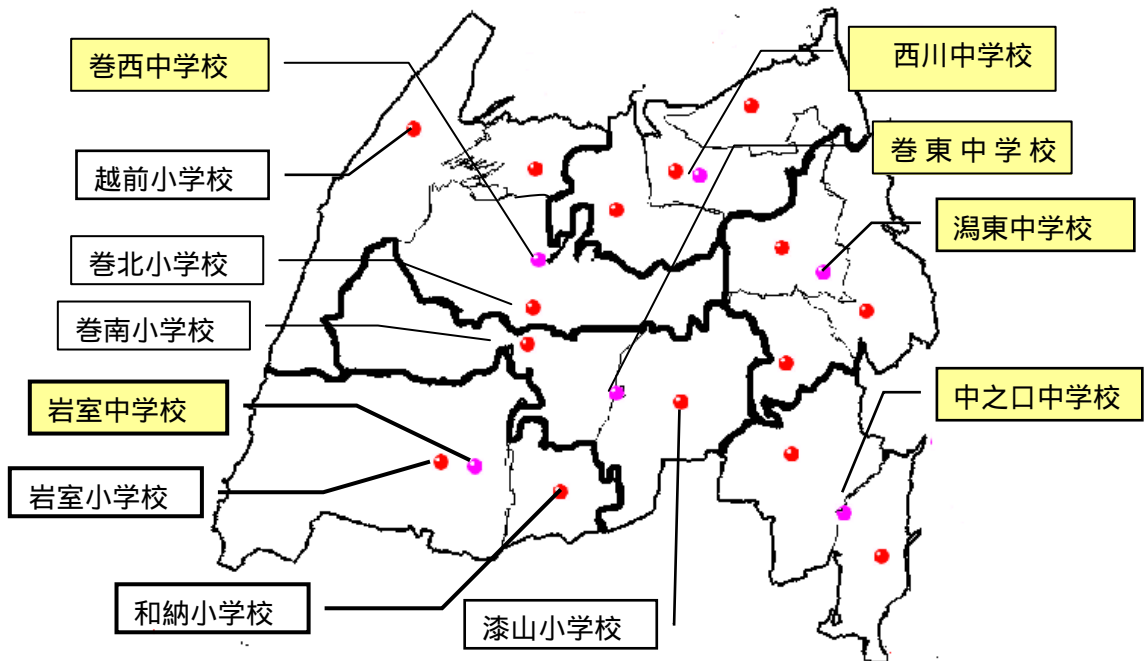 巻西中学校
西川中学校
巻東中学校
越前小学校
潟東中学校
巻北小学校
巻南小学校
岩室中学校
中之口中学校
岩室小学校
和納小学校
漆山小学校